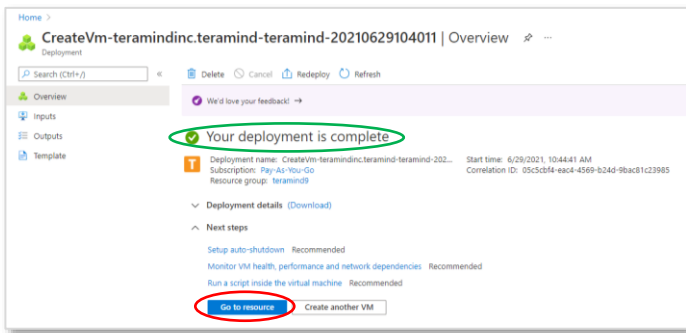 Home >
CreateVm-teramindinc.teramind-teramind-20210629104011 | Overview
Deployment
Search (Ctrl+/)
«
Delete Cancel Redeploy Refresh
Overview
Inputs
Outputs
Template
We'd love your feedback! →
Your deployment is complete
T
Deployment name: CreateVm-teramindinc.teramind-teramind-202...
Subscription: Pay-As-You-Go
Resource group: teramind9
Start time: 6/29/2021, 10:44:41 AM
Correlation ID: 05c5cbf4-eac4-4569-b24d-9bac81c23985
Deployment details (Download)
Next steps
Setup auto-shutdown Recommended
Monitor VM health, performance and network dependencies Recommended
Run a script inside the virtual machine Recommended
Go to resource Create another VM